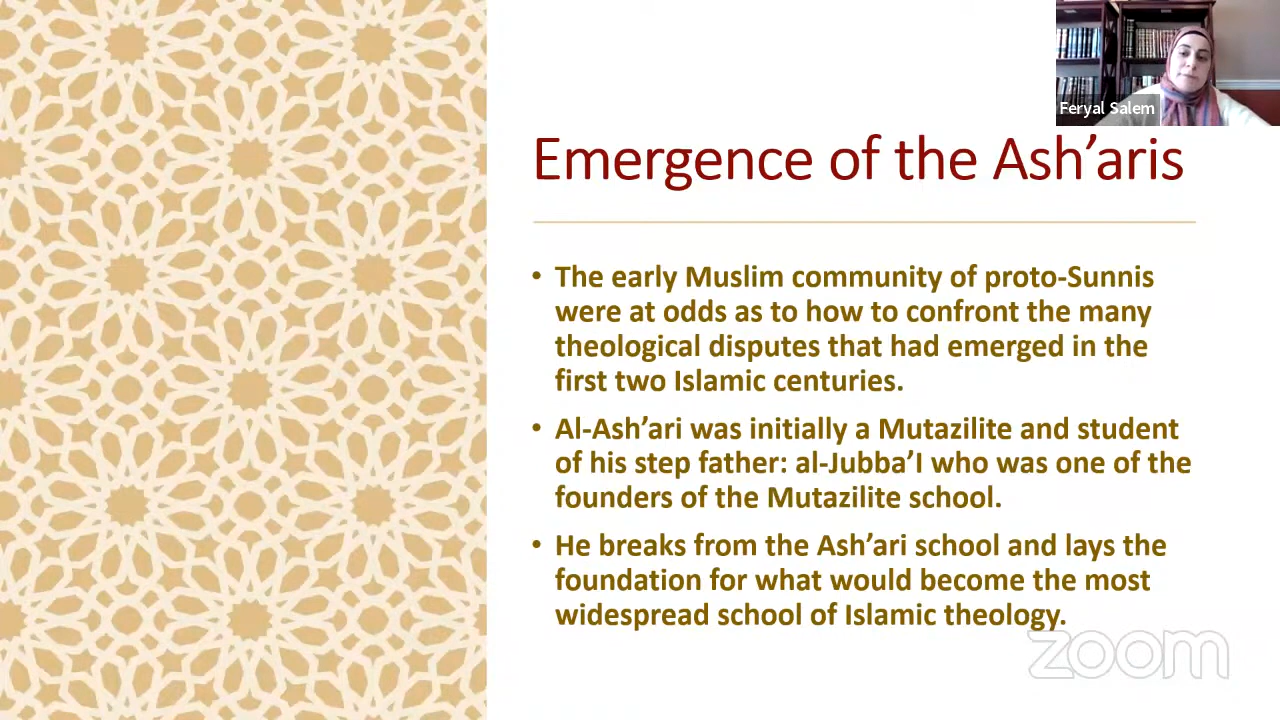 Feryal Salem
Emergence of the Ash’aris
• The early Muslim community of proto-Sunnis
were at odds as to how to confront the many
theological disputes that had emerged in the
first two Islamic centuries.
• Al-Ash’ari was initially a Mutazilite and student
of his step father: al-Jubba’I who was one of the
founders of the Mutazilite school.
• He breaks from the Ash’ari school and lays the
foundation for what would become the most
widespread school of Islamic theology.
zoom